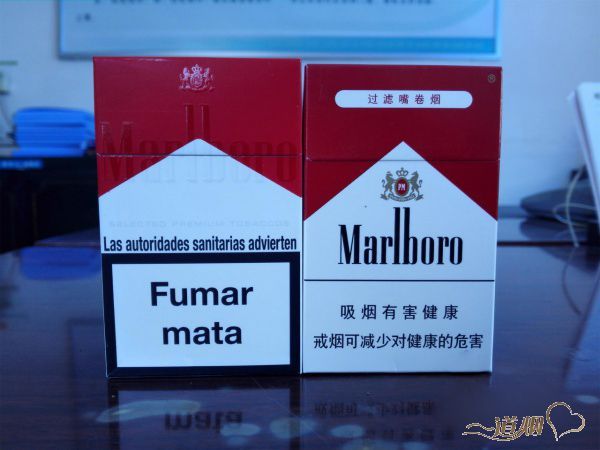 Marlboro
SELECTED PREMIUM TOBACCOS
Las autoridades sanitarias advierten
Fumar
mata
过滤嘴卷烟
®
PM
Marlboro
吸烟有害健康
戒烟可减少对健康的危害
一道烟